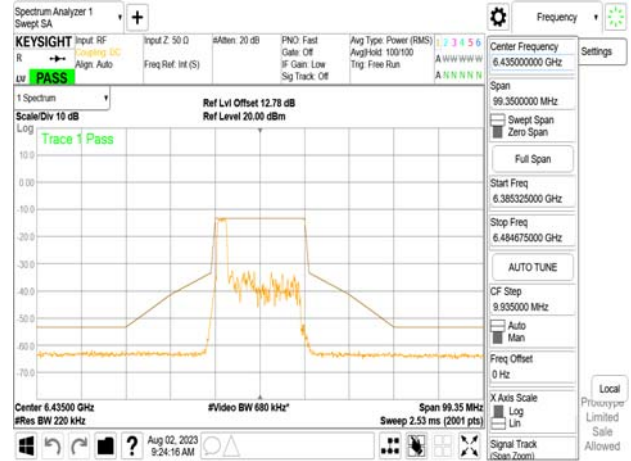 Spectrum Analyzer 1
Swept SA
+
Frequency
KEYSIGHT
R
LM PASS
Input: RF
Coupling: DC
Align: Auto
Input Z: 50 Ω
Freq Ref: Int (S)
#Atten: 20 dB
PNO: Fast
Gate: Off
IF Gain: Low
Sig Track: Off
Avg Type: Power (RMS)
Avg|Hold: 100/100
Trig: Free Run
1 2 3 4 5 6
A W W W W W
A N N N N N
1 Spectrum
Scale/Div 10 dB
Ref Lvl Offset 12.78 dB
Ref Level 20.00 dBm
Log
Trace 1 Pass
10.0
0.00
-10.0
-20.0
-30.0
-40.0
-50.0
-60.0
-70.0
Center 6.43500 GHz
#Res BW 220 kHz
#Video BW 680 kHz*
Span 99.35 MHz
Sweep 2.53 ms (2001 pts)
Aug 02, 2023
9:24:16 AM
?
Center Frequency
6.435000000 GHz
Settings
Span
99.3500000 MHz
Swept Span
Zero Span
Full Span
Start Freq
6.385325000 GHz
Stop Freq
6.484675000 GHz
AUTO TUNE
CF Step
9.935000 MHz
Auto
Man
Freq Offset
0 Hz
X Axis Scale
Log
Lin
Signal Track
(Span Zoom)
Local
Prototype
Limited
Sale
Allowed